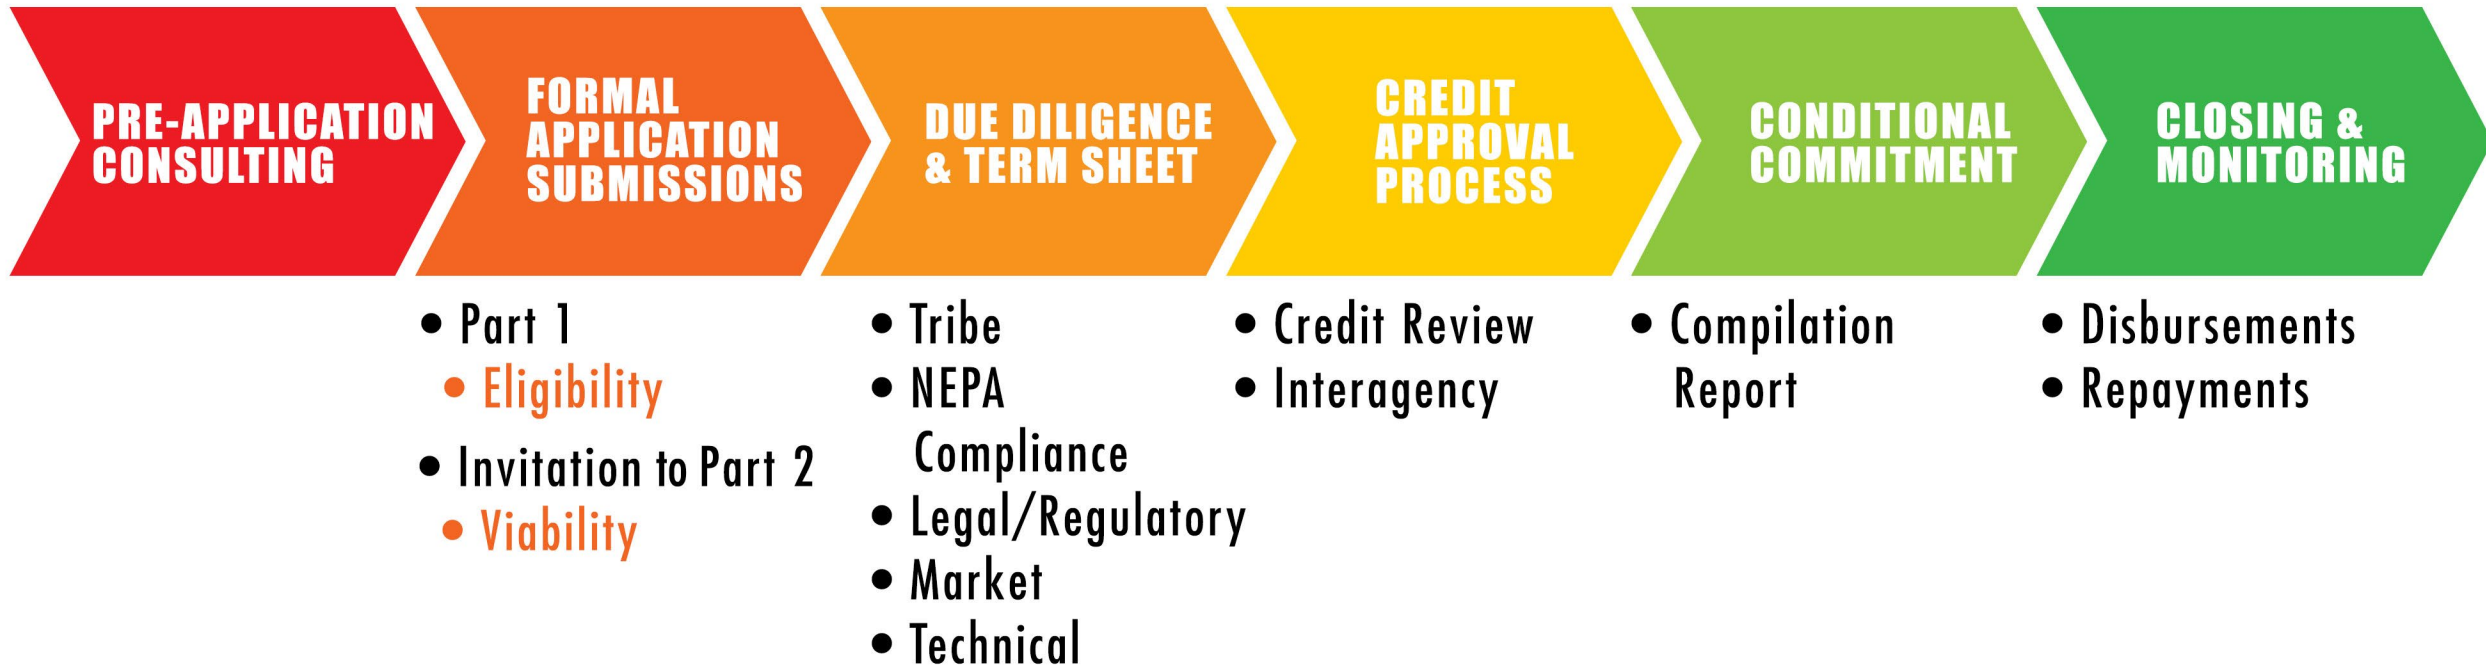 PRE-APPLICATION
CONSULTING
FORMAL
APPLICATION
SUBMISSIONS
DUE DILIGENCE
& TERM SHEET
CREDIT
APPROVAL
PROCESS
CONDITIONAL
COMMITMENT
CLOSING &
MONITORING
• Part 1
• Eligibility
• Invitation to Part 2
• Viability
• Tribe
• NEPA
Compliance
• Legal/Regulatory
• Market
• Technical
• Credit Review
• Interagency
• Compilation
Report
• Disbursements
• Repayments